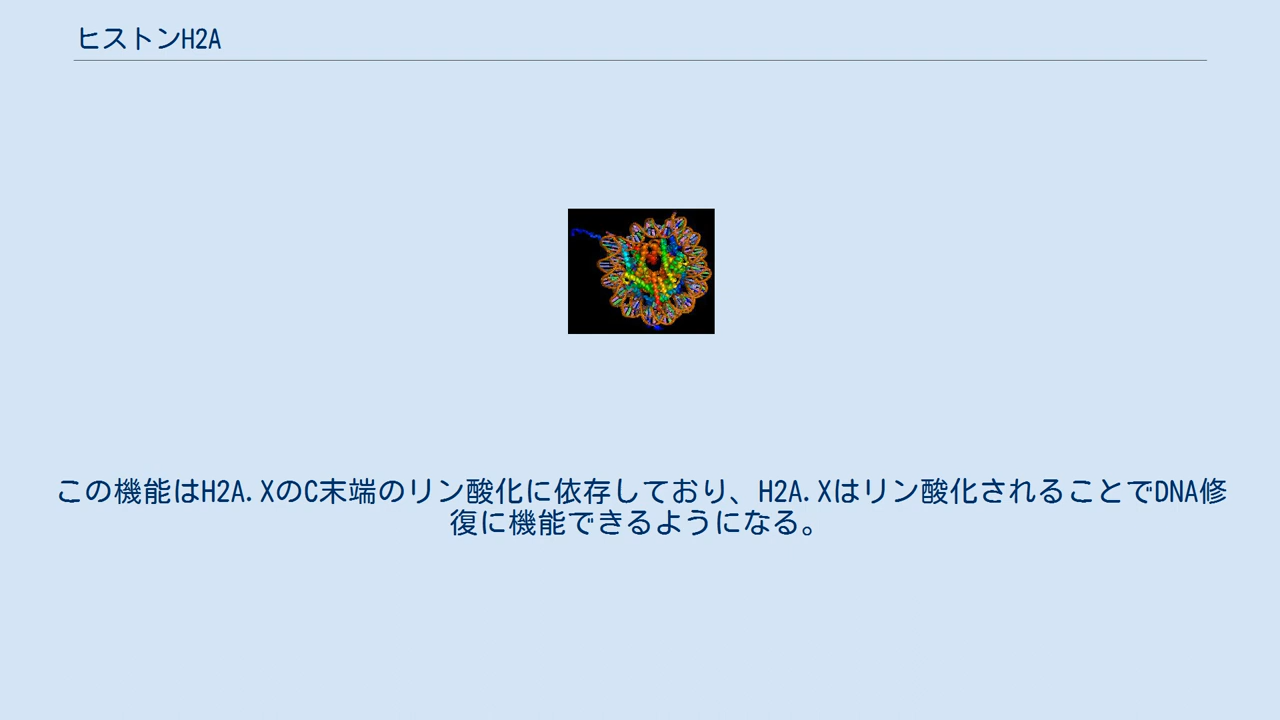 ヒストンH2A
この機能はH2A.XのC末端のリン酸化に依存しており、H2A.Xはリン酸化されることでDNA修
復に機能できるようになる。